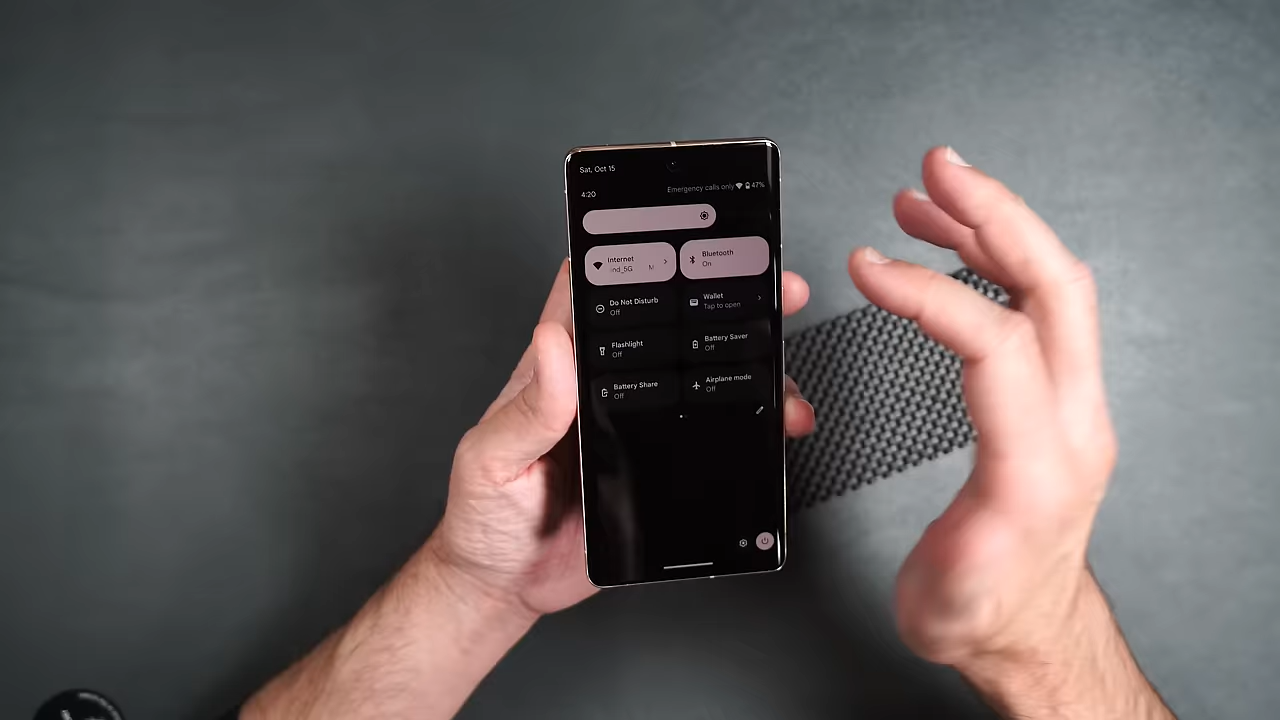 Sat, Oct 15
4:20
Emergency calls only 47%
Internet
Bluetooth
On
Do Not Disturb
Off
Wallet
Tap to open
Flashlight
Off
Battery Saver
Off
Battery Share
Airplane mode
Off